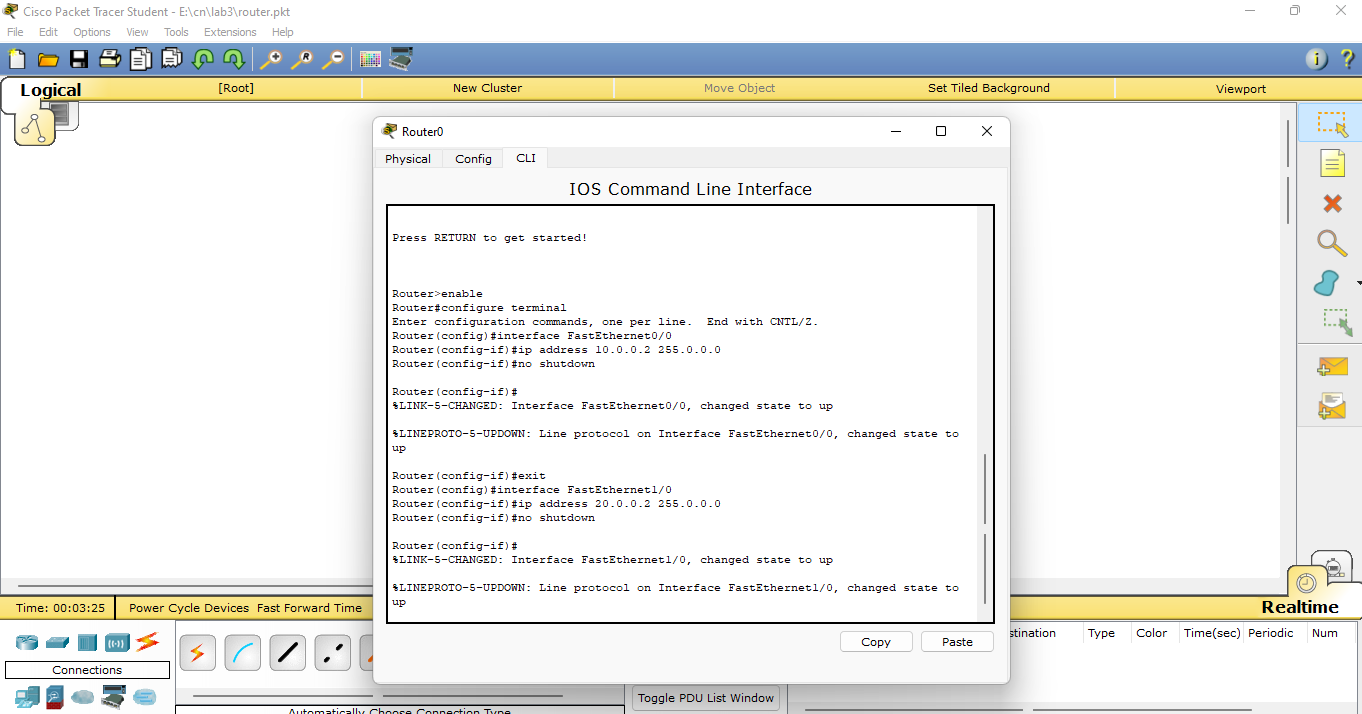 Cisco Packet Tracer Student - E:\cn\lab3\router.pkt
File Edit Options View Tools Extensions Help
Logical [Root] New Cluster Move Object Set Tiled Background Viewport
Router0
Physical Config CLI
IOS Command Line Interface
Press RETURN to get started!
Router>enable
Router#configure terminal
Enter configuration commands, one per line.  End with CNTL/Z.
Router(config)#interface FastEthernet0/0
Router(config-if)#ip address 10.0.0.2 255.0.0.0
Router(config-if)#no shutdown
Router(config-if)#
%LINK-5-CHANGED: Interface FastEthernet0/0, changed state to up
%LINEPROTO-5-UPDOWN: Line protocol on Interface FastEthernet0/0, changed state to
up
Router(config-if)#exit
Router(config)#interface FastEthernet1/0
Router(config-if)#ip address 20.0.0.2 255.0.0.0
Router(config-if)#no shutdown
Router(config-if)#
%LINK-5-CHANGED: Interface FastEthernet1/0, changed state to up
%LINEPROTO-5-UPDOWN: Line protocol on Interface FastEthernet1/0, changed state to
up
Copy Paste
Time: 00:03:25 Power Cycle Devices Fast Forward Time Realtime
stination Type Color Time(sec) Periodic Num
Connections
Toggle PDU List Window
Automatically Choose Connection Type